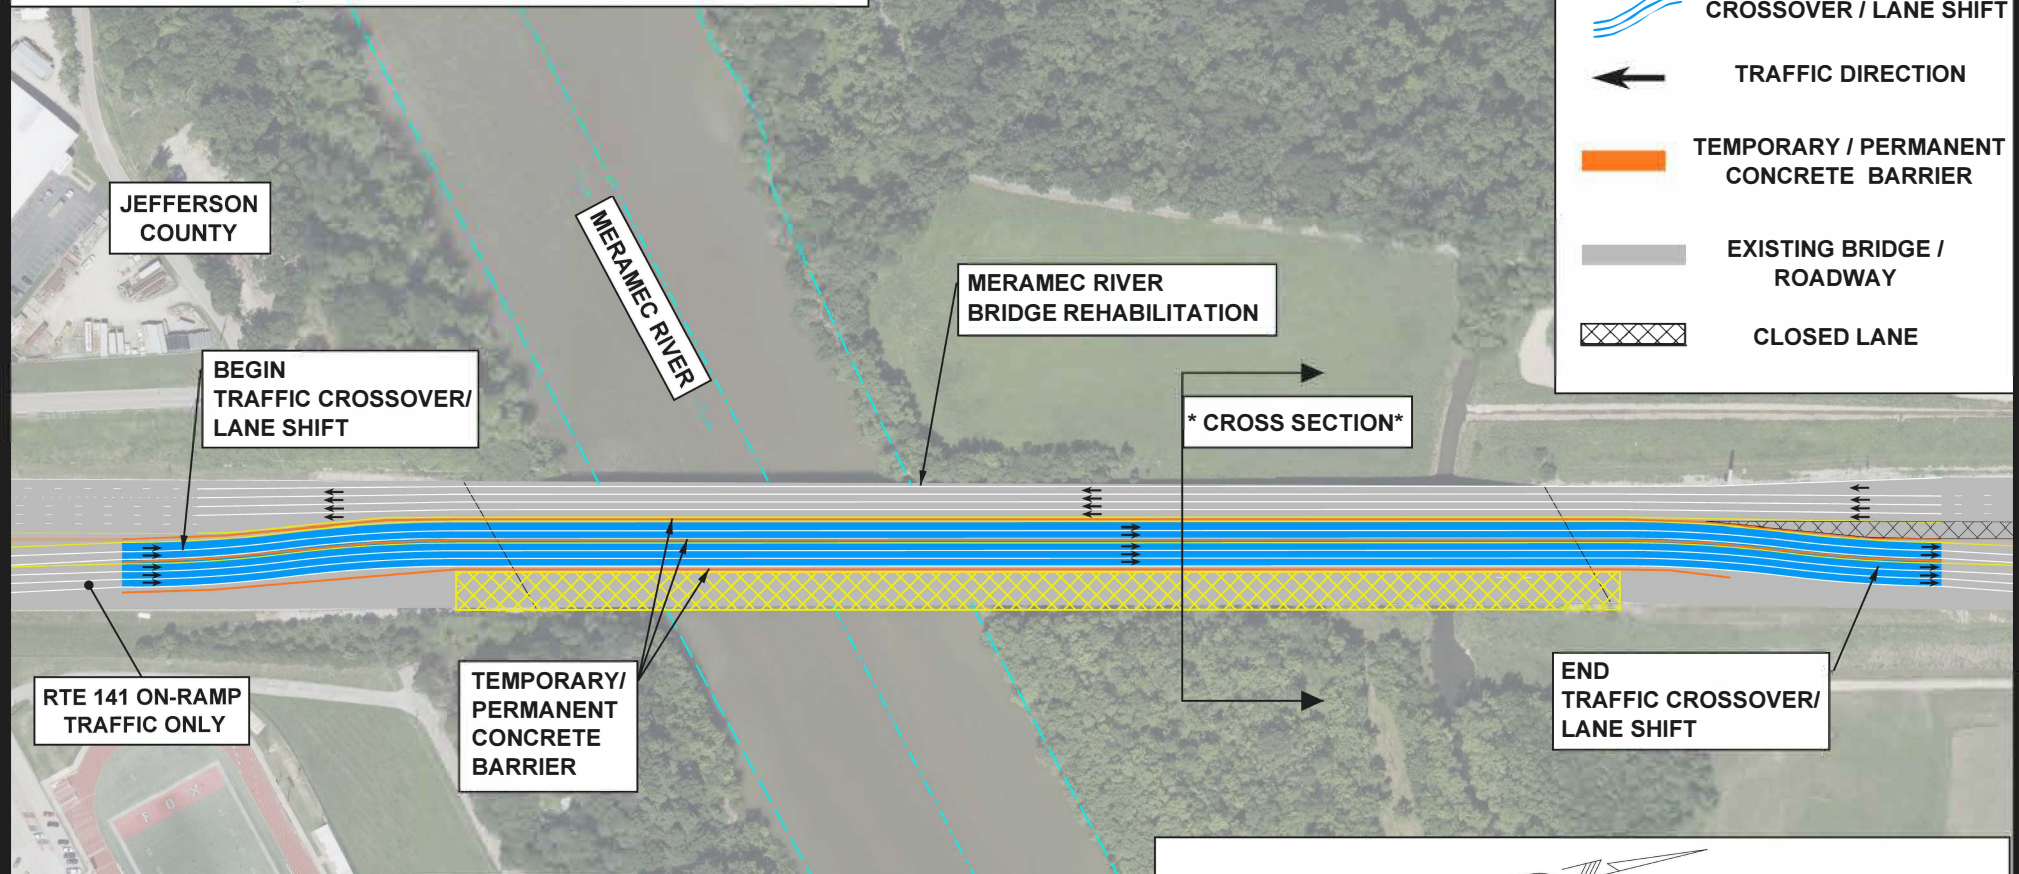 CROSSOVER / LANE SHIFT
TRAFFIC DIRECTION
TEMPORARY / PERMANENT
CONCRETE BARRIER
EXISTING BRIDGE /
ROADWAY
CLOSED LANE
JEFFERSON
COUNTY
MERAMEC RIVER
MERAMEC RIVER
BRIDGE REHABILITATION
BEGIN
TRAFFIC CROSSOVER/
LANE SHIFT
* CROSS SECTION*
RTE 141 ON-RAMP
TRAFFIC ONLY
TEMPORARY/
PERMANENT
CONCRETE
BARRIER
END
TRAFFIC CROSSOVER/
LANE SHIFT
FOX